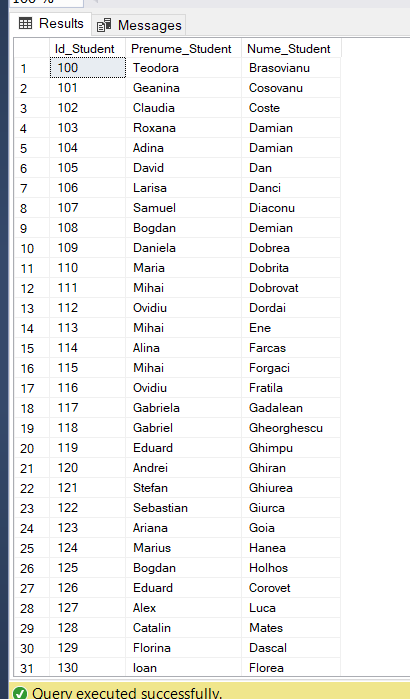 Results Messages
Id_Student Prenume_Student Nume_Student
1 100 Teodora Brasovianu
2 101 Geanina Cosovanu
3 102 Claudia Coste
4 103 Roxana Damian
5 104 Adina Damian
6 105 David Dan
7 106 Larisa Danci
8 107 Samuel Diaconu
9 108 Bogdan Demian
10 109 Daniela Dobrea
11 110 Maria Dobrita
12 111 Mihai Dobrovat
13 112 Ovidiu Dordai
14 113 Mihai Ene
15 114 Alina Farcas
16 115 Mihai Forgaci
17 116 Ovidiu Fratila
18 117 Gabriela Gadalean
19 118 Gabriel Gheorghescu
20 119 Eduard Ghimpu
21 120 Andrei Ghiran
22 121 Stefan Ghiurea
23 122 Sebastian Giurca
24 123 Ariana Goia
25 124 Marius Hanea
26 125 Bogdan Holhos
27 126 Eduard Corovet
28 127 Alex Luca
29 128 Catalin Mates
30 129 Florina Dascal
31 130 Ioan Florea
Query executed successfully.